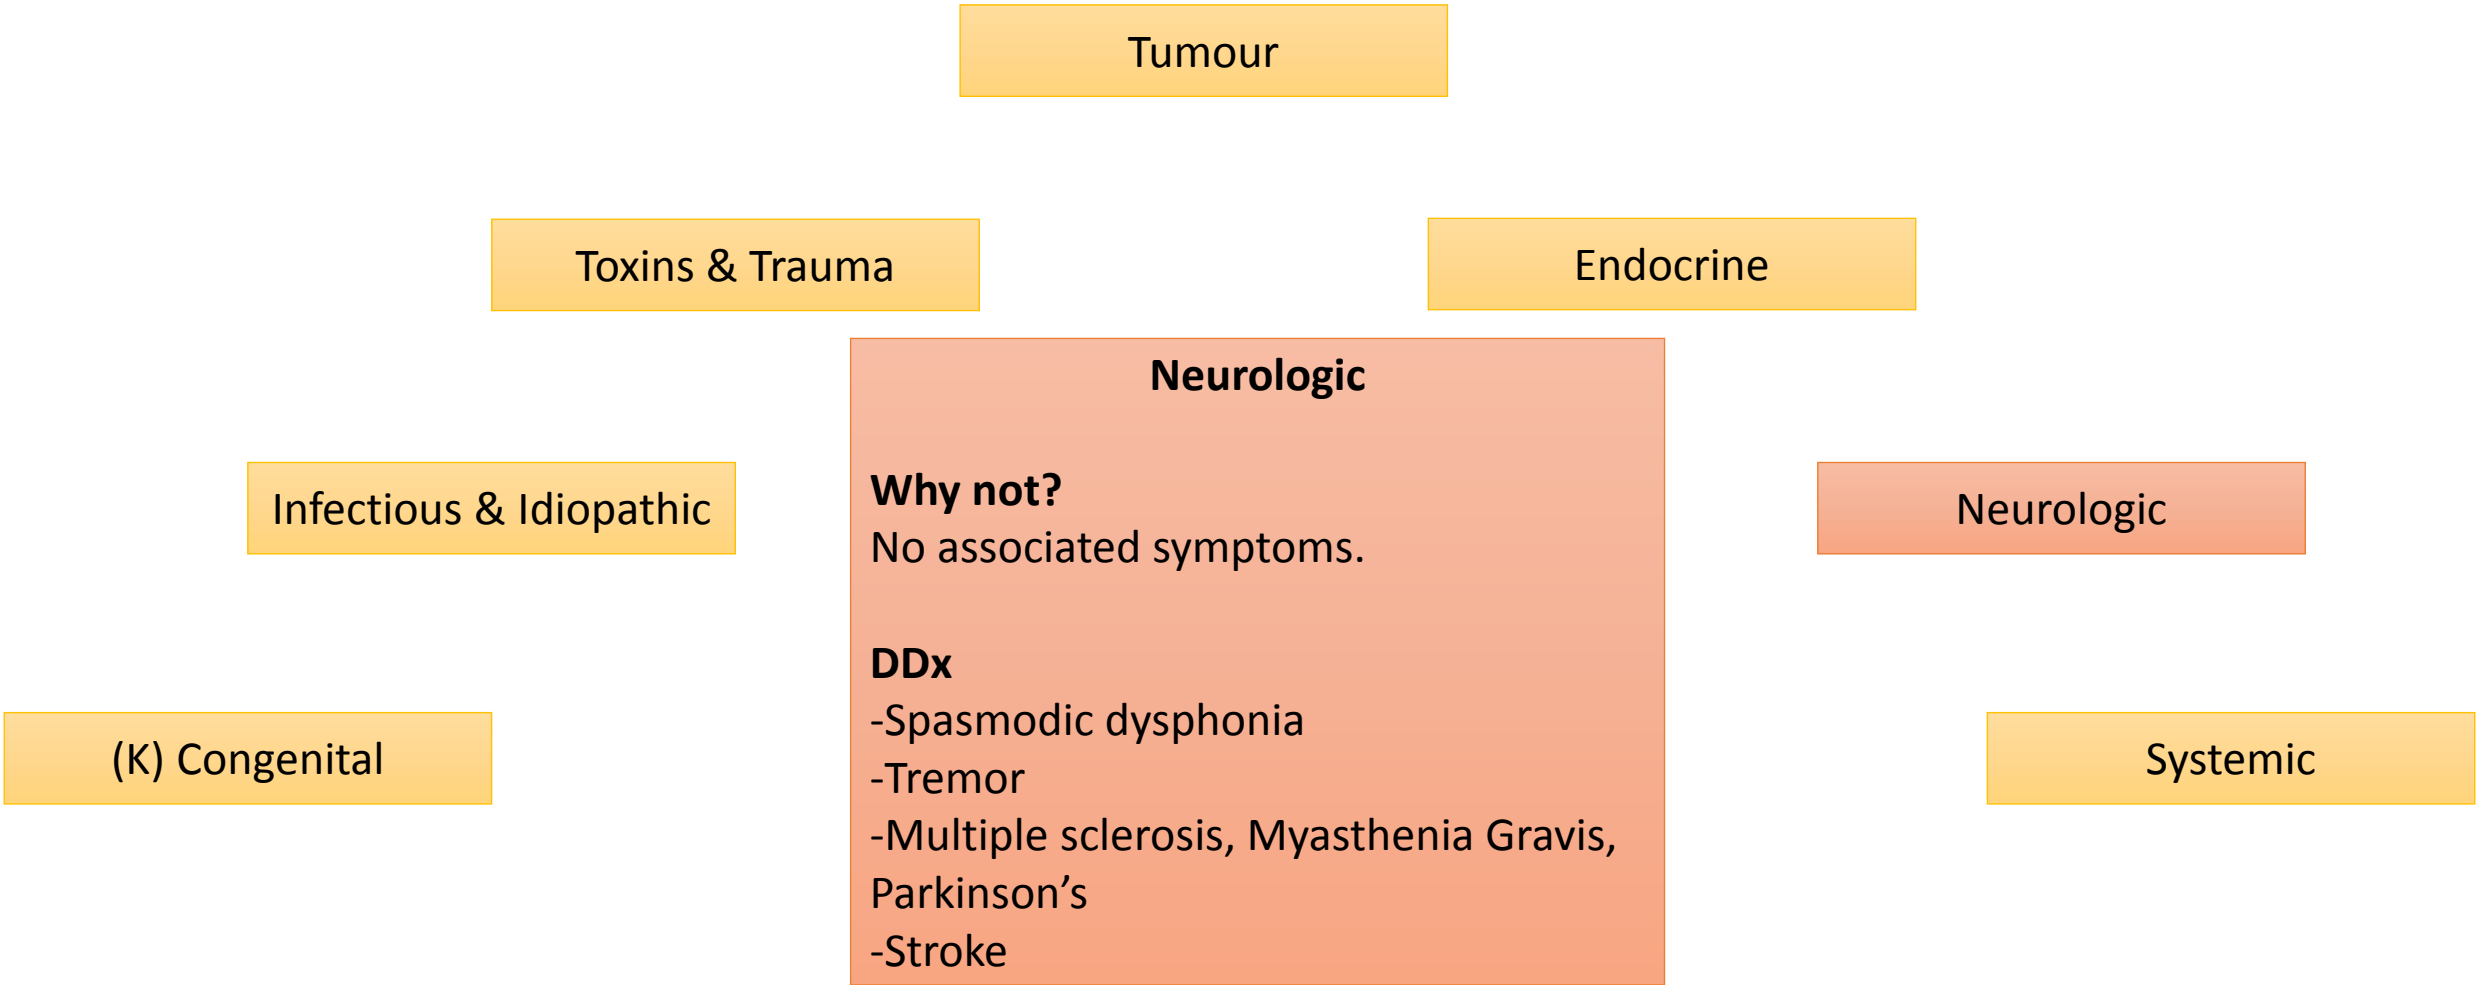 Tumour
Toxins & Trauma
Endocrine
Neurologic
Why not?
No associated symptoms.
DDx
-Spasmodic dysphonia
-Tremor
-Multiple sclerosis, Myasthenia Gravis,
Parkinson’s
-Stroke
Infectious & Idiopathic
Neurologic
(K) Congenital
Systemic